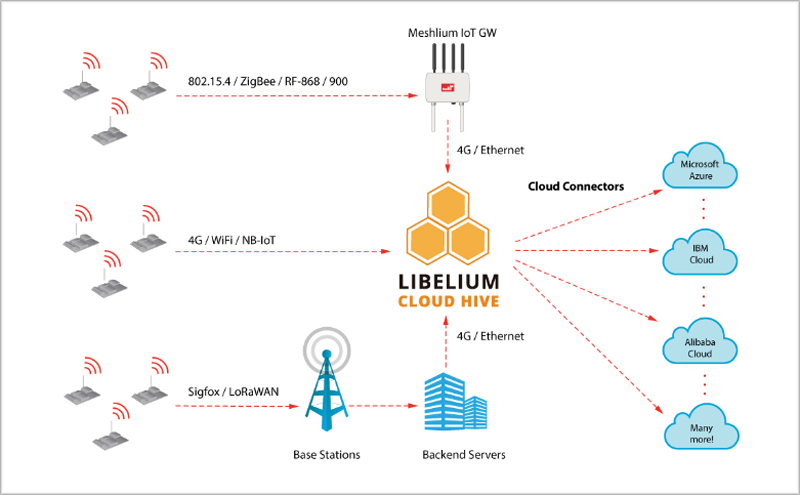 Meshlium IoT GW
802.15.4 / ZigBee / RF-868 / 900
4G / Ethernet
Cloud Connectors
Microsoft
Azure
4G / WiFi / NB-IoT
IBM
Cloud
LIBELIUM
CLOUD HIVE
4G / Ethernet
Alibaba
Cloud
Sigfox / LoRaWAN
Many
more!
Base Stations
Backend Servers